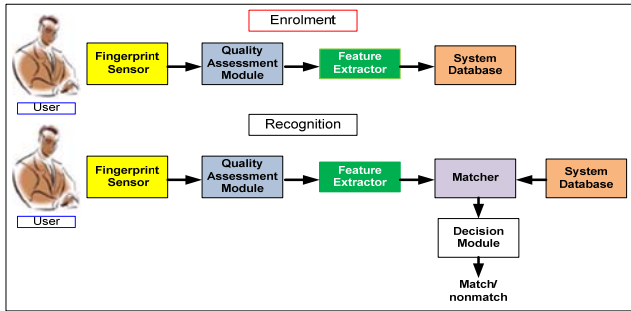 Enrolment
Fingerprint
Sensor
Quality
Assessment
Module
Feature
Extractor
System
Database
User
Recognition
Fingerprint
Sensor
Quality
Assessment
Module
Feature
Extractor
Matcher
System
Database
User
Decision
Module
Match/
nonmatch